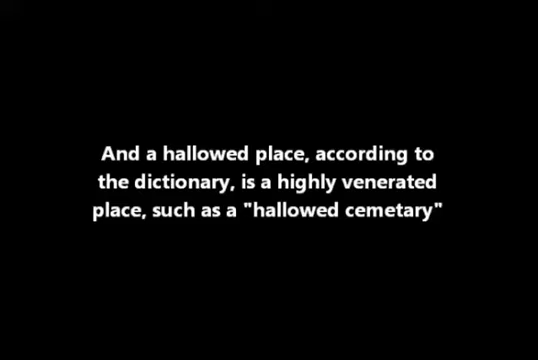 And a hallowed place, according to
the dictionary, is a highly venerated
place, such as a "hallowed cemetary"